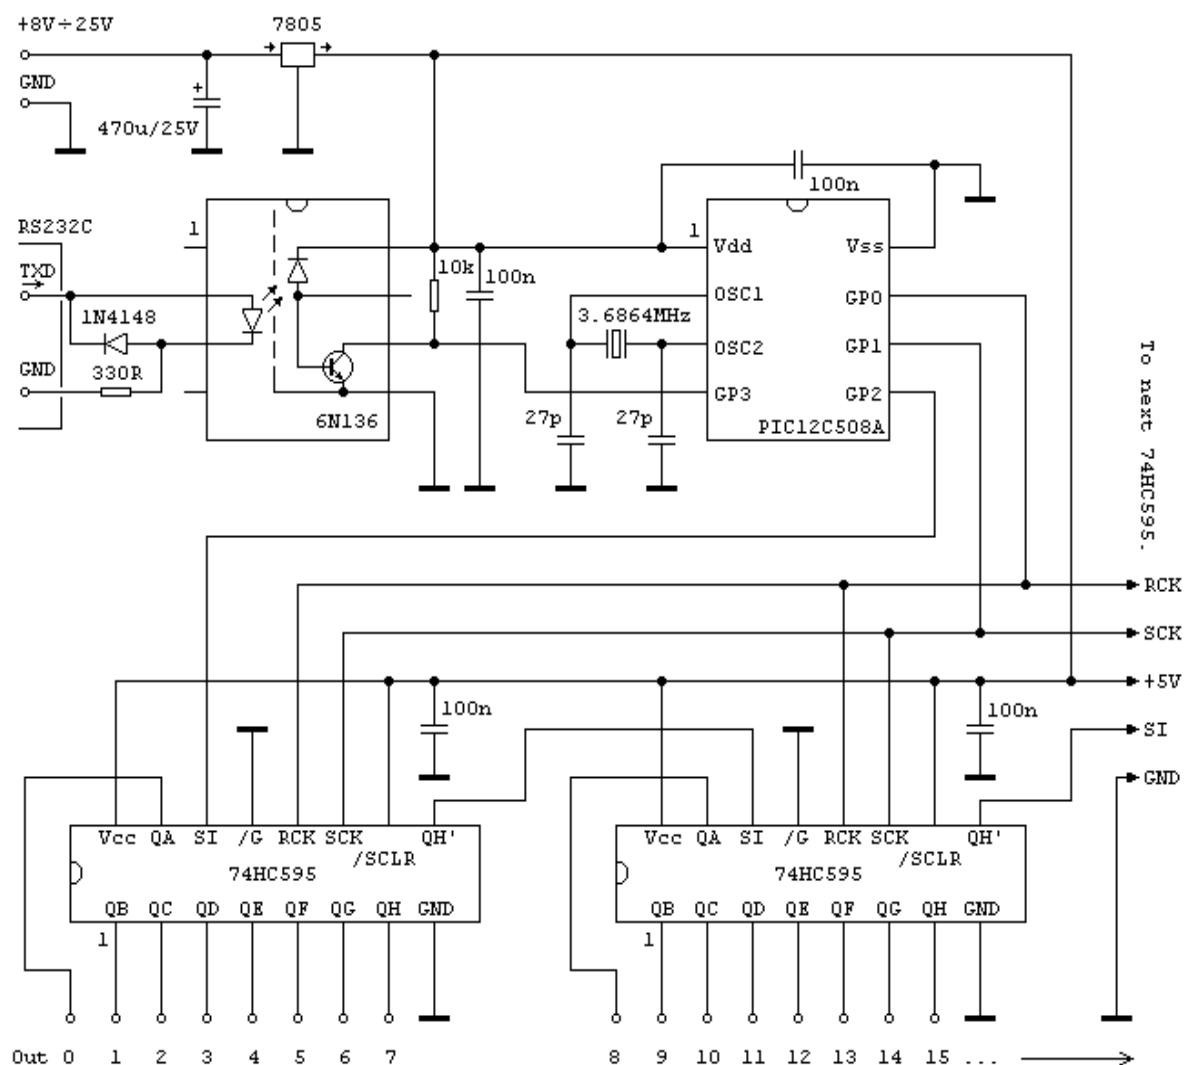 +8V÷25V
7805
GND
+
470u/25V
100n
RS232C
1
1
Vdd
Vss
TXD
10k
100n
OSC1
GP0
1N4148
3.6864MHz
OSC2
GP1
GND
330R
GP3
GP2
6N136
27p
27p
PIC12C508A
To next 74HC595.
RCK
SCK
+5V
100n
100n
SI
GND
Vcc QA SI /G RCK SCK QH'
/SCLR
74HC595
QB QC QD QE QF QG QH GND
1
Vcc QA SI /G RCK SCK QH'
/SCLR
74HC595
QB QC QD QE QF QG QH GND
1
Out 0 1 2 3 4 5 6 7 8 9 10 11 12 13 14 15 ...